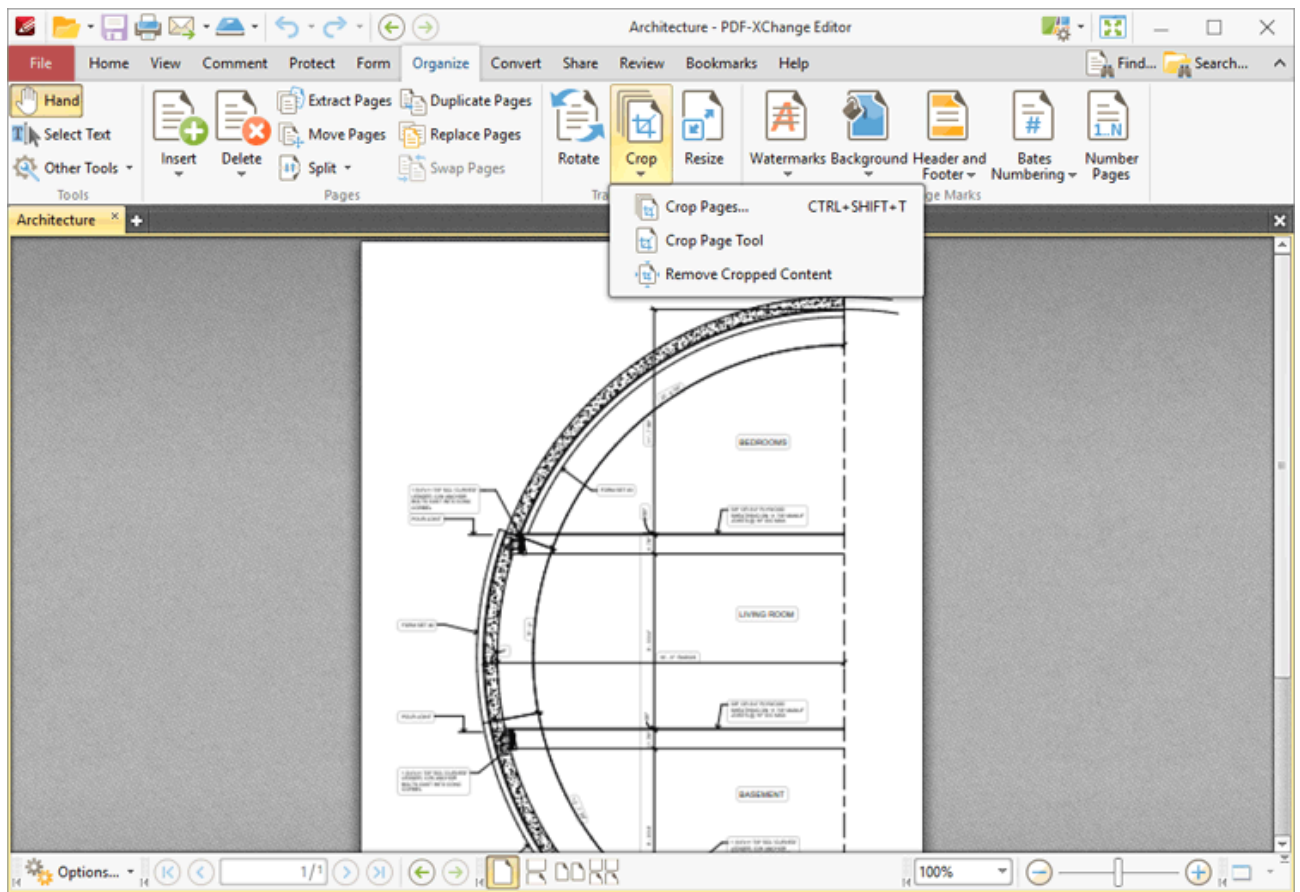 Architecture - PDF-XChange Editor
File Home View Comment Protect Form Organize Convert Share Review Bookmarks Help Find... Search...
Hand Extract Pages Duplicate Pages
Select Text Move Pages Replace Pages
Other Tools Split Swap Pages
Insert Delete Rotate Crop Resize Watermarks Background Header and Footer Bates Numbering Number Pages
Tools Pages ge Marks
Crop Pages... CTRL+SHIFT+T
Crop Page Tool
Remove Cropped Content
Architecture
BEDROOMS
LIVING ROOM
BASEMENT
Options... 1/1 100%